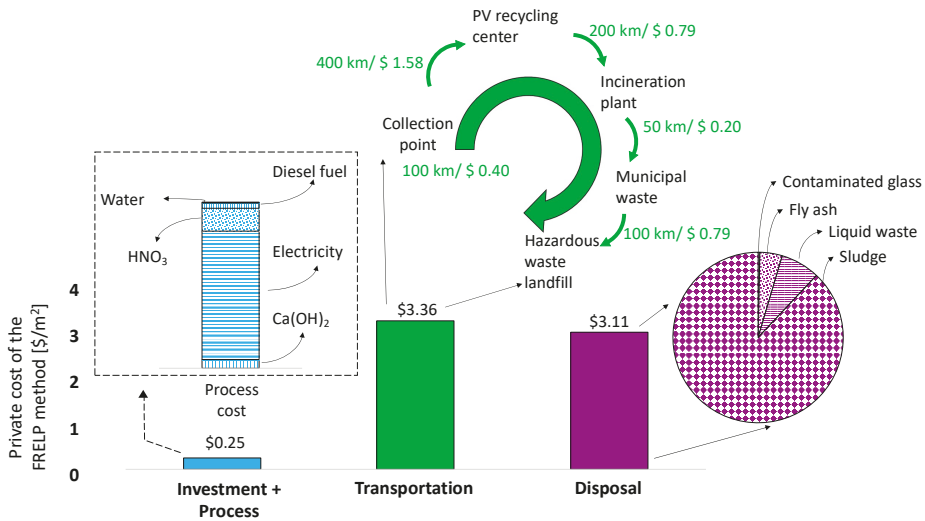 PV recycling
center
200 km/ $ 0.79
400 km/ $ 1.58
Incineration
plant
Collection
point
50 km/ $ 0.20
100 km/ $ 0.40
Municipal
waste
100 km/ $ 0.79
Hazardous
waste
landfill
Diesel fuel
Water
HNO₃
Electricity
Ca(OH)₂
Process
cost
Contaminated glass
Fly ash
Liquid waste
Sludge
Private cost of the
FRELP method [$/m²]
4
3
2
1
0
$0.25
$3.36
$3.11
Investment +
Process
Transportation
Disposal